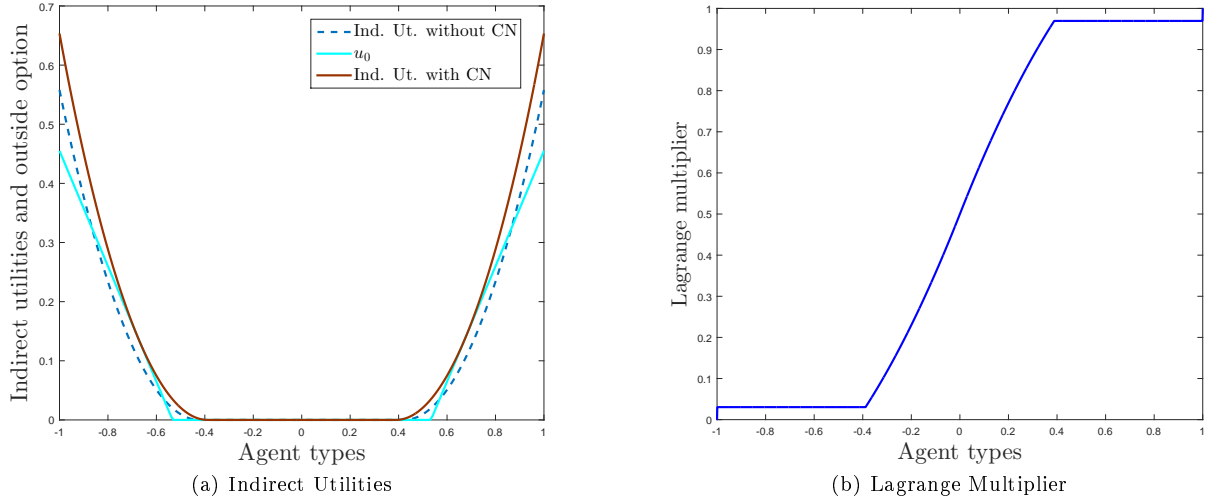 Indirect utilities and outside option
0.7
0.6
0.5
0.4
0.3
0.2
0.1
0
Ind. Ut. without CN
u₀
Ind. Ut. with CN
-1 -0.8 -0.6 -0.4 -0.2 0 0.2 0.4 0.6 0.8 1
Agent types
(a) Indirect Utilities
Lagrange multiplier
1
0.9
0.8
0.7
0.6
0.5
0.4
0.3
0.2
0.1
0
-1 -0.8 -0.6 -0.4 -0.2 0 0.2 0.4 0.6 0.8 1
Agent types
(b) Lagrange Multiplier